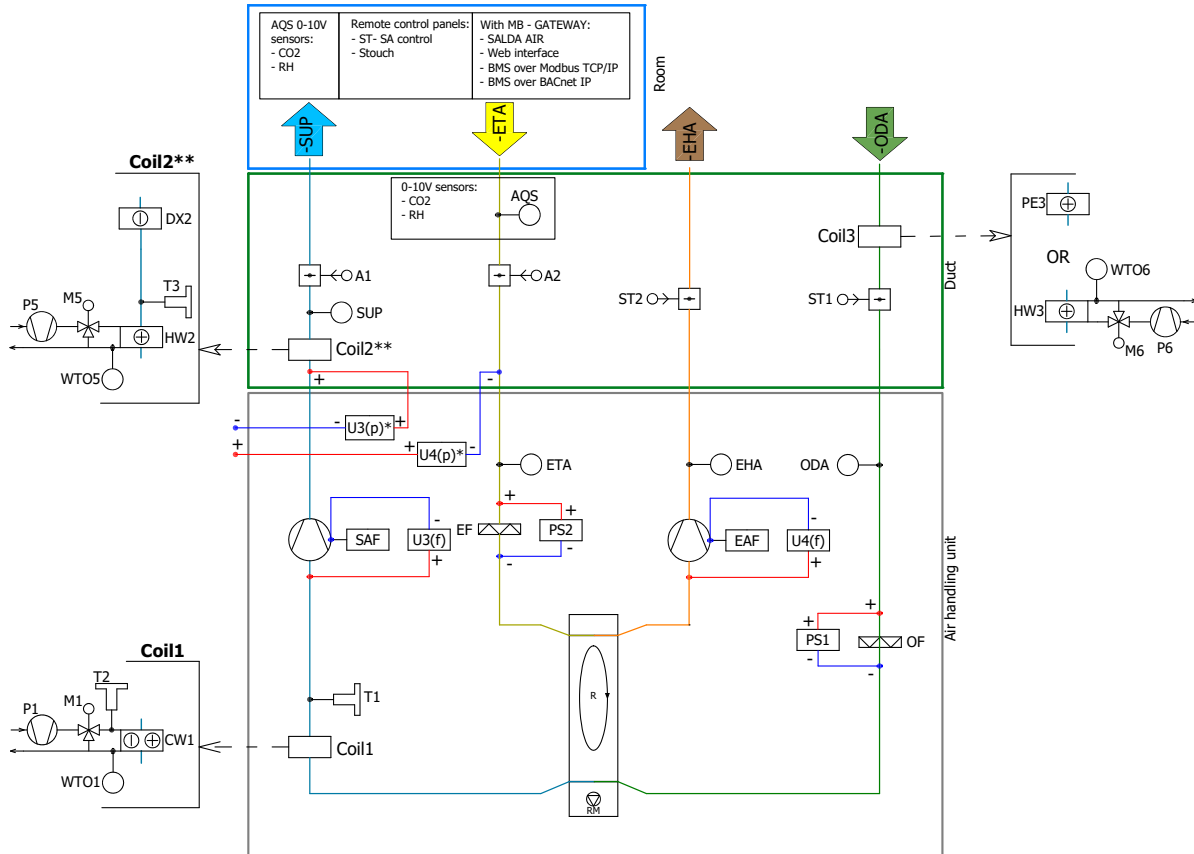 AQS 0-10V
sensors:
- CO2
- RH
Remote control panels:
- ST- SA control
- Stouch
With MB - GATEWAY:
- SALDA AIR
- Web interface
- BMS over Modbus TCP/IP
- BMS over BACnet IP
Room
-SUP
-ETA
-EHA
-ODA
Coil2**
DX2
T3
M5
P5
HW2
WTO5
0-10V sensors:
- CO2
- RH
AQS
A1
A2
SUP
Coil2**
ST2
ST1
Coil3
Duct
PE3
OR
WTO6
HW3
M6
P6
+
-
-
U3(p)*
+
-
+
U4(p)*
+
-
ETA
EHA
ODA
SAF
U3(f)
-
+
EF
+
+
PS2
-
-
EAF
U4(f)
-
+
Air handling unit
+
+
PS1
OF
-
-
R
RM
T1
Coil1
Coil1
T2
M1
P1
CW1
WTO1